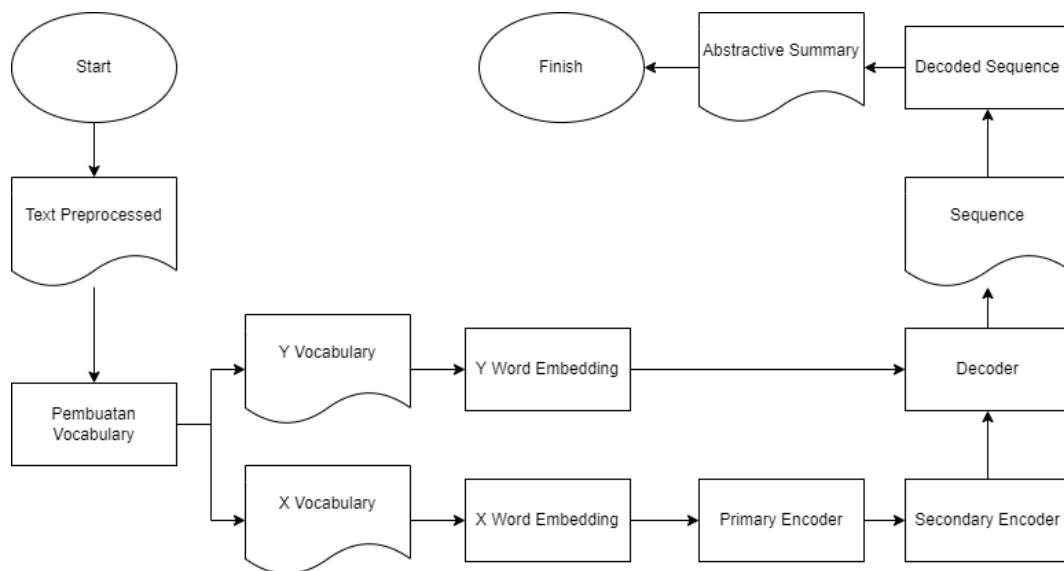 Start
Finish
Abstractive Summary
Decoded Sequence
Text Preprocessed
Sequence
Y Vocabulary
Y Word Embedding
Decoder
Pembuatan
Vocabulary
X Vocabulary
X Word Embedding
Primary Encoder
Secondary Encoder